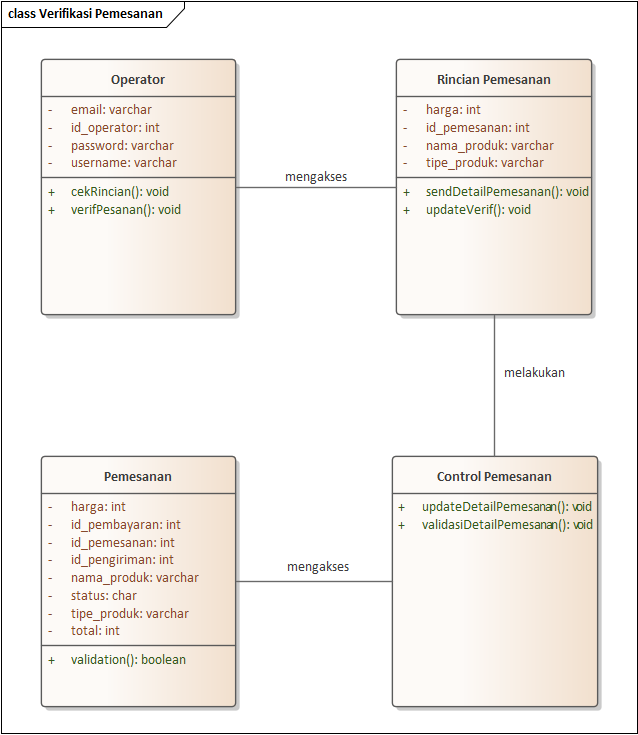 class Verifikasi Pemesanan
Operator
- email: varchar
- id_operator: int
- password: varchar
- username: varchar
+ cekRincian(): void
+ verifPesanan(): void
mengakses
Rincian Pemesanan
- harga: int
- id_pemesanan: int
- nama_produk: varchar
- tipe_produk: varchar
+ sendDetailPemesanan(): void
+ updateVerif(): void
melakukan
Pemesanan
- harga: int
- id_pembayaran: int
- id_pemesanan: int
- id_pengiriman: int
- nama_produk: varchar
- status: char
- tipe_produk: varchar
- total: int
+ validation(): boolean
mengakses
Control Pemesanan
+ updateDetailPemesanan(): void
+ validasiDetailPemesanan(): void